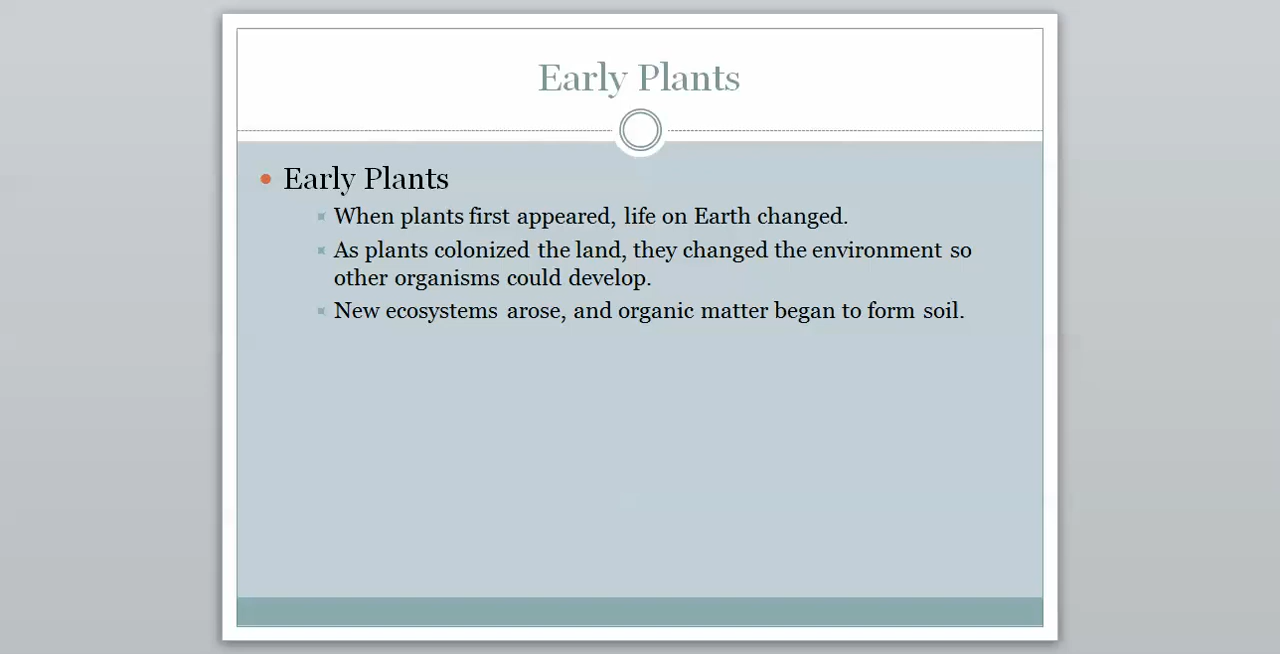 Early Plants
Early Plants
When plants first appeared, life on Earth changed.
As plants colonized the land, they changed the environment so
other organisms could develop.
New ecosystems arose, and organic matter began to form soil.